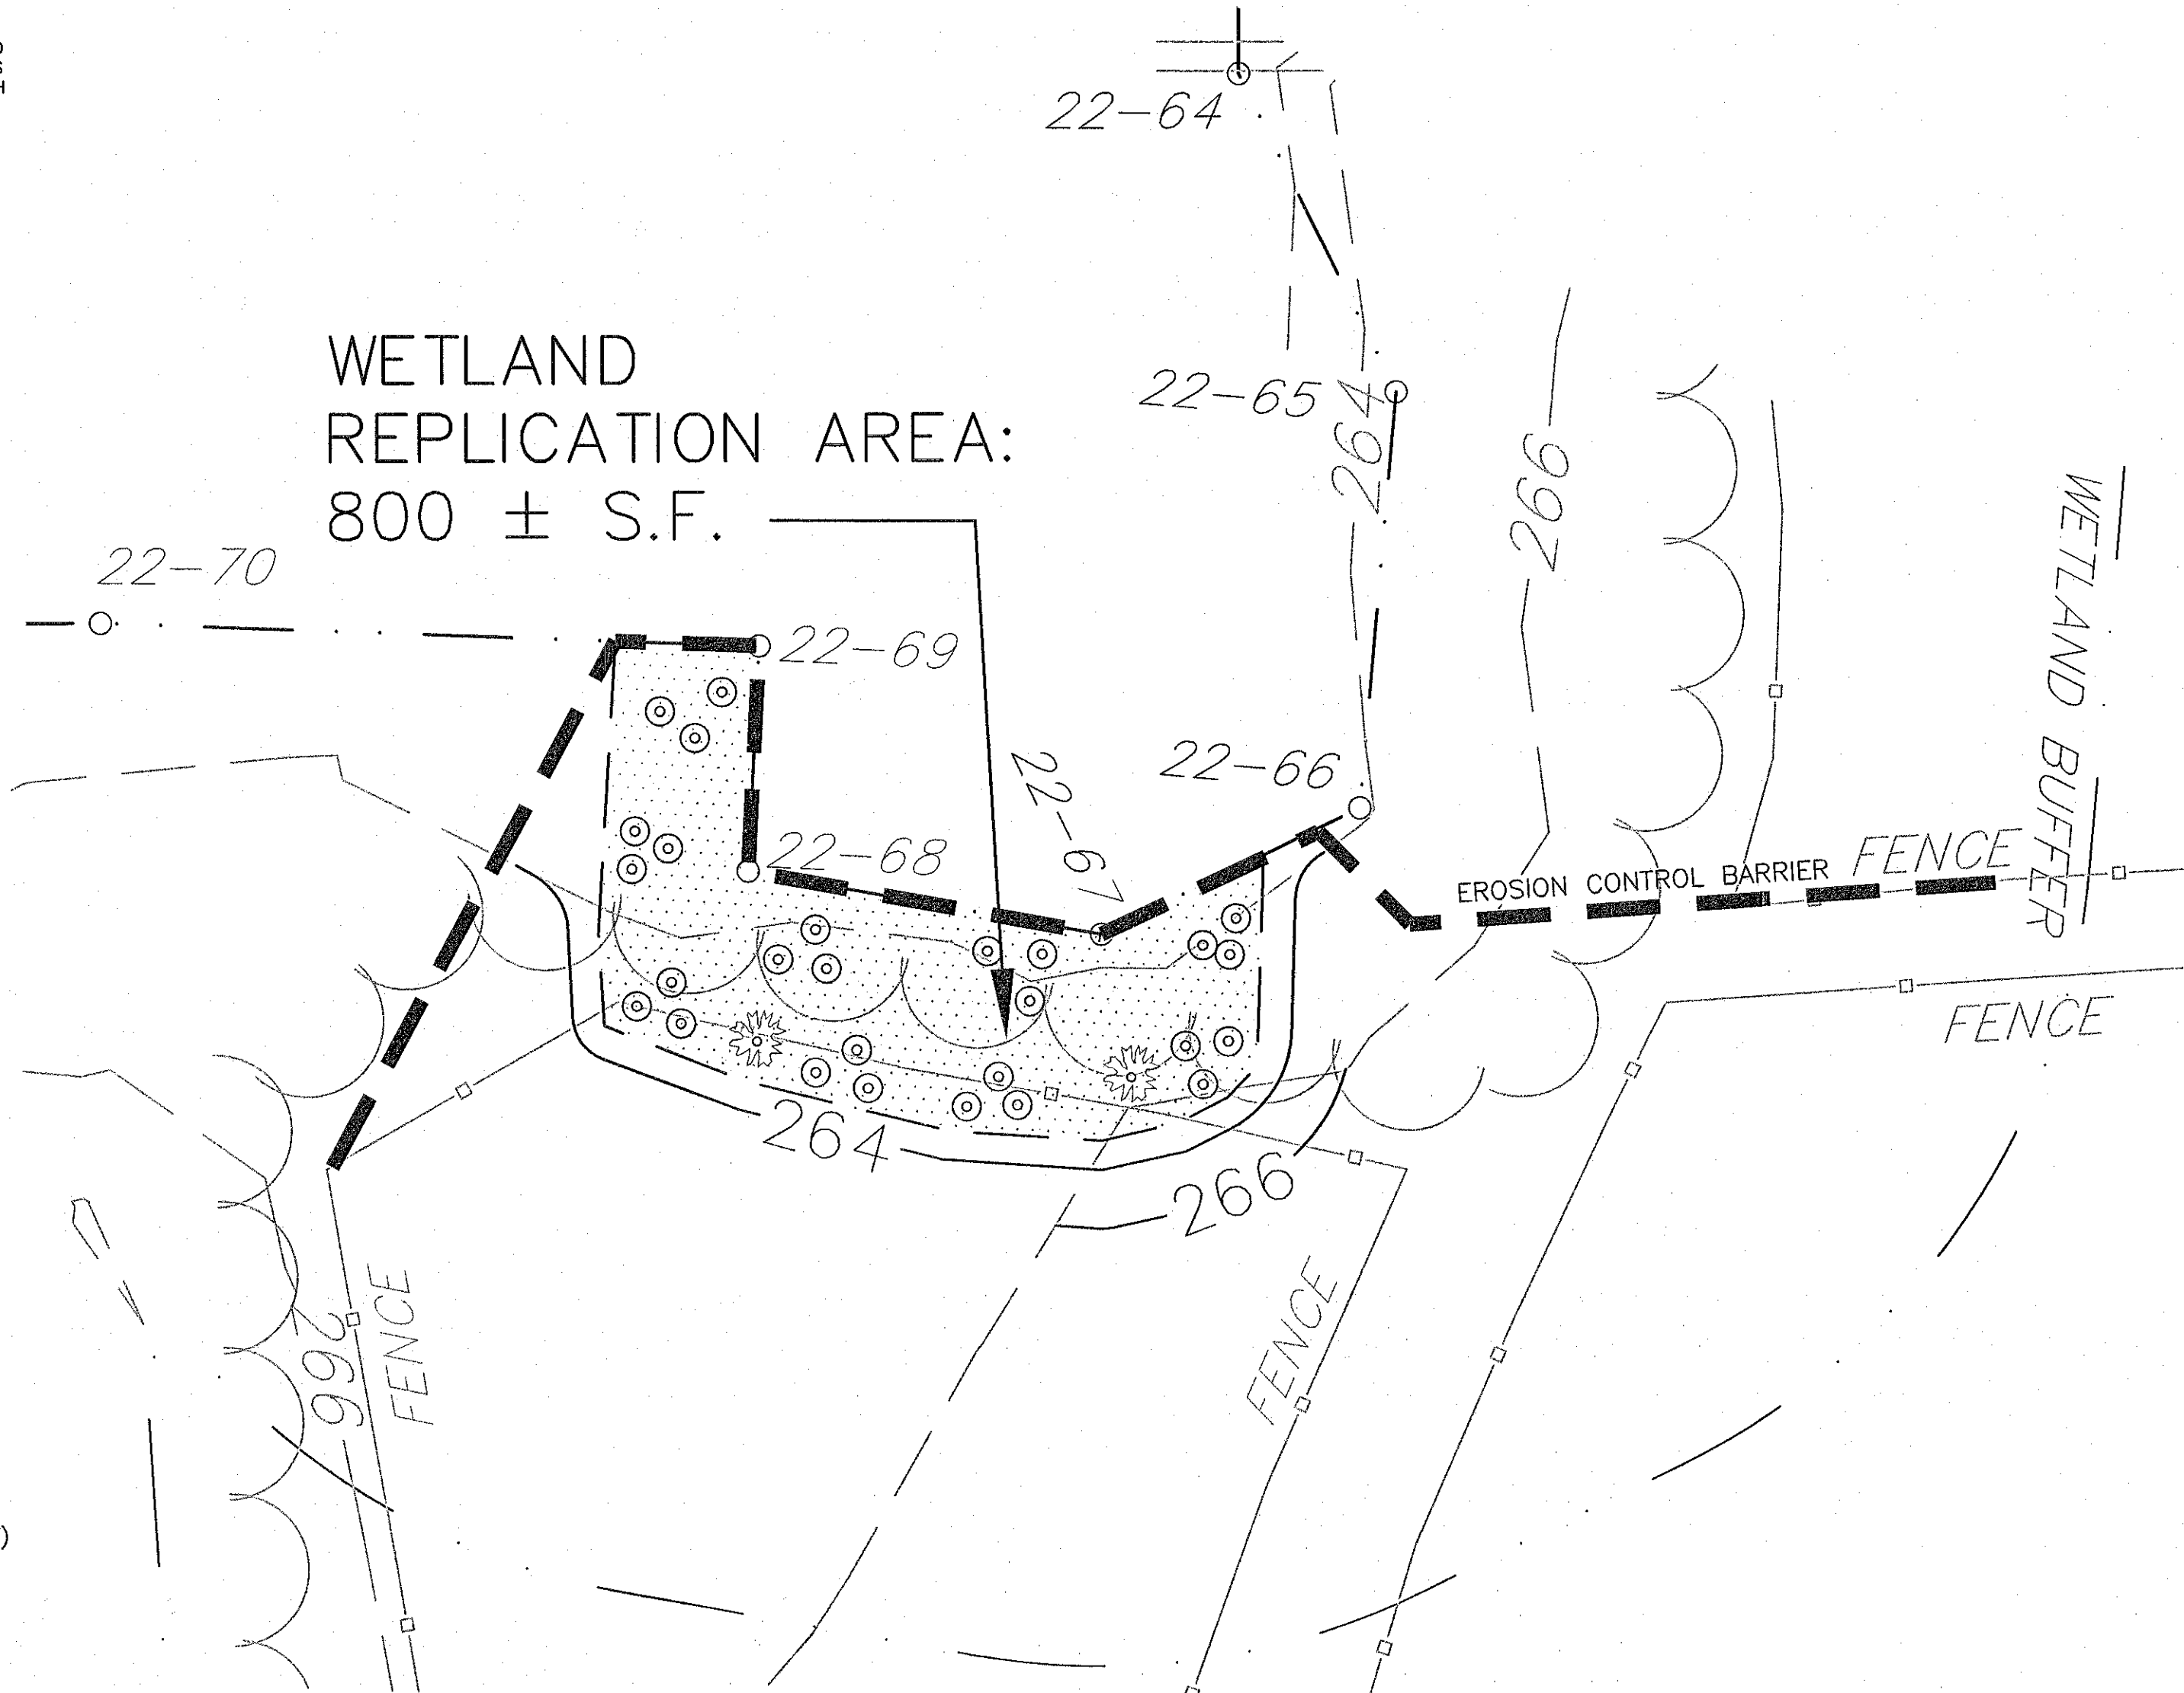 22-64
WETLAND
REPLICATION AREA:
800 ± S.F.
22-65
264
266
WETLAND BUFFER
22-70
22-69
22-67
22-66
22-68
EROSION CONTROL BARRIER
FENCE
FENCE
264
266
FENCE
266
FENCE